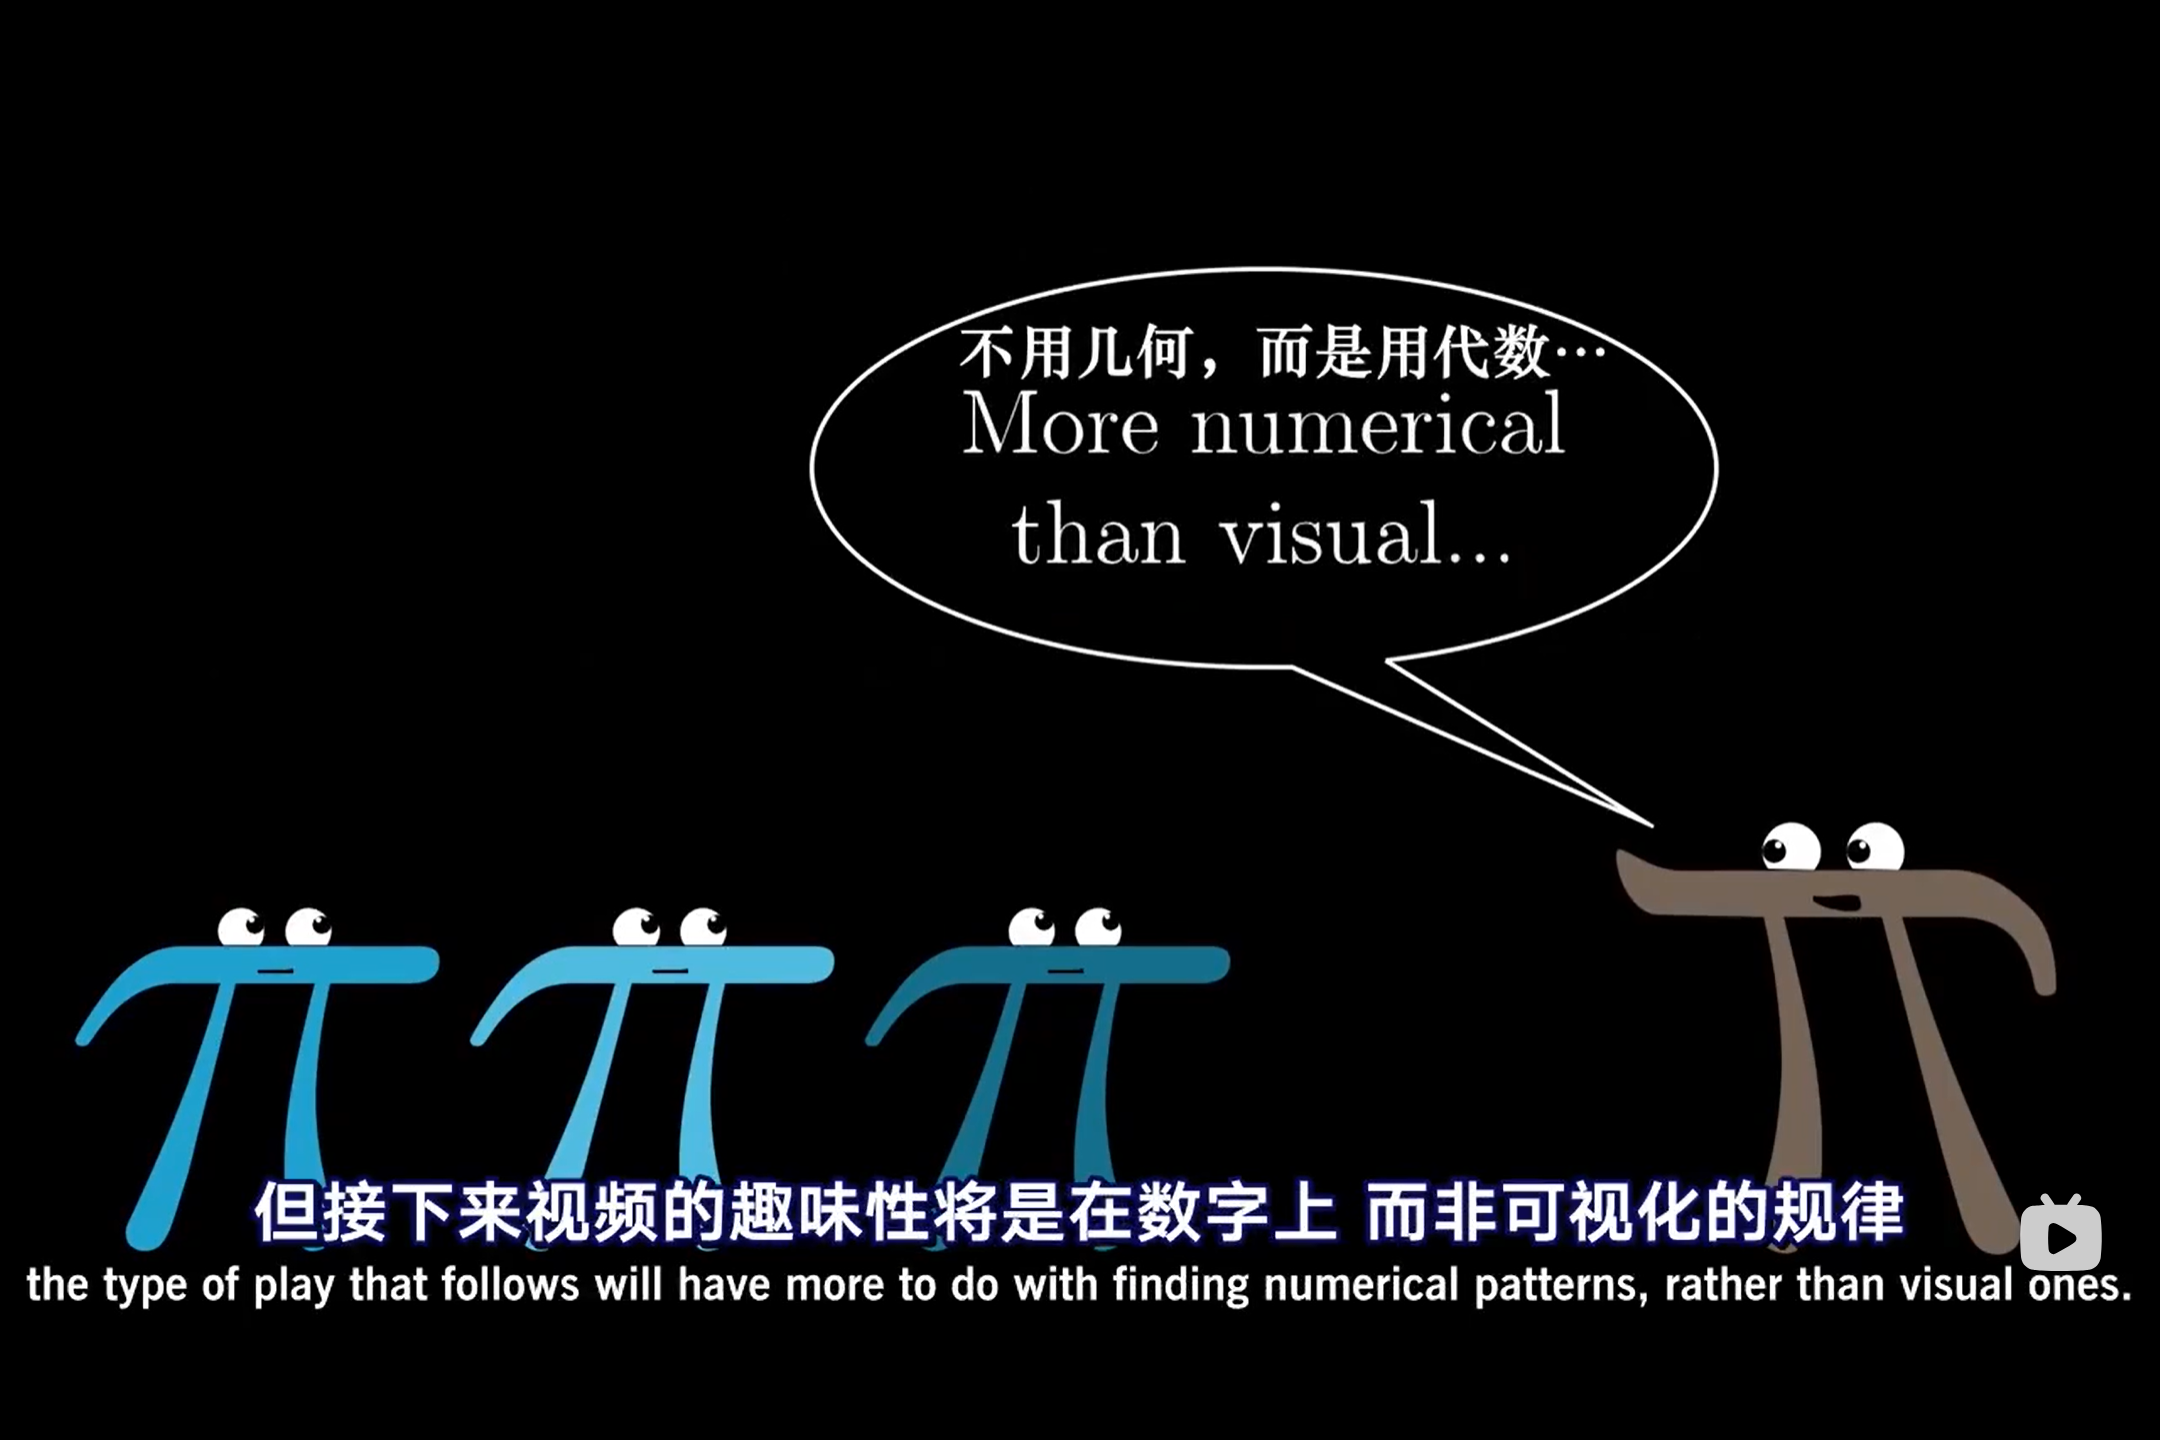 不用几何，而是用代数…
More numerical
than visual...
但接下来视频的趣味性将是在数字上 而非可视化的规律
the type of play that follows will have more to do with finding numerical patterns, rather than visual ones.